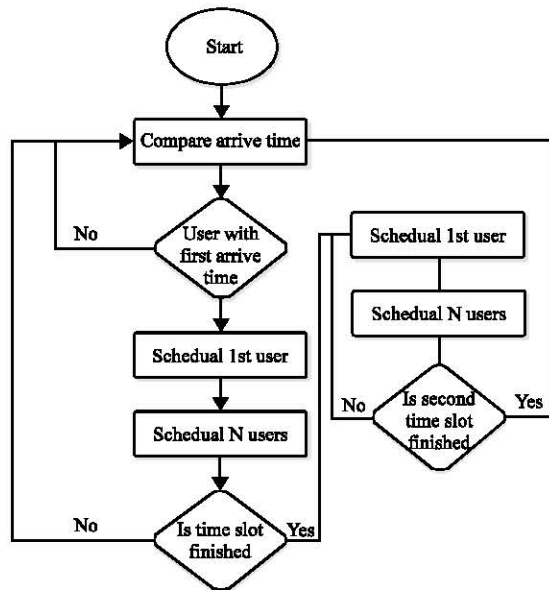 Start
Compare arrive time
No
User with
first arrive
time
Schedual 1st user
Schedual N users
No
Is time slot
finished
Yes
Schedual 1st user
Schedual N users
No
Is second
time slot
finished
Yes